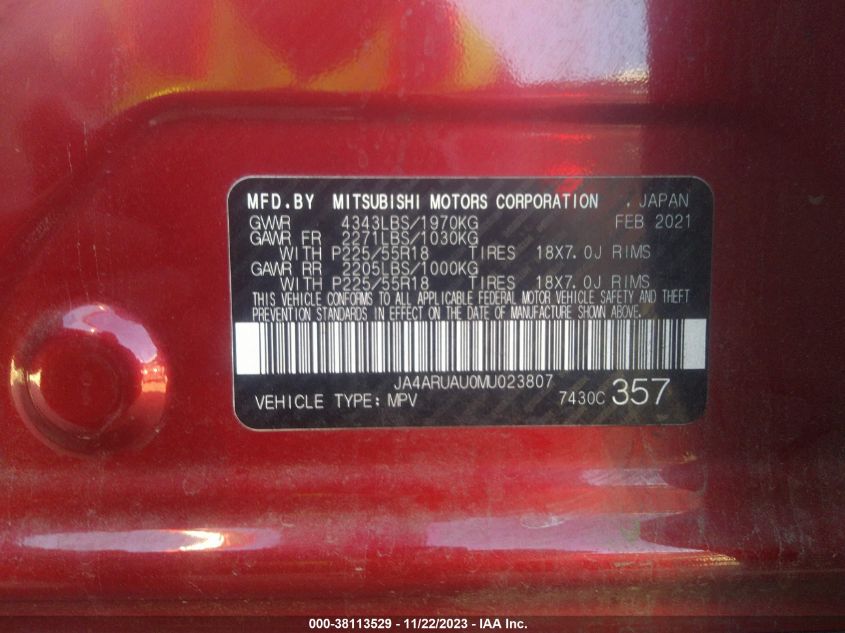 MFD.BY MITSUBISHI MOTORS CORPORATION , JAPAN
GVWR 4343LBS/1970KG FEB 2021
GAWR FR 2271LBS/1030KG
WITH P225/55R18 TIRES 18X7.0J RIMS
GAWR RR 2205LBS/1000KG
WITH P225/55R18 TIRES 18X7.0J RIMS
THIS VEHICLE CONFORMS TO ALL APPLICABLE FEDERAL MOTOR VEHICLE SAFETY AND THEFT
PREVENTION STANDARDS IN EFFECT ON THE DATE OF MANUFACTURE SHOWN ABOVE.
JA4ARUAU0MU023807
VEHICLE TYPE: MPV 7430C 357
000-38113529 - 11/22/2023 - IAA Inc.